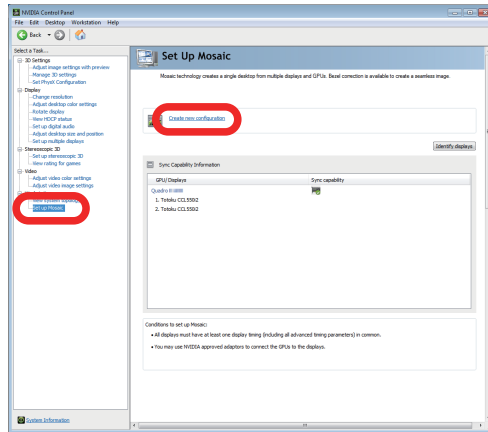 NVIDIA Control Panel
File Edit Desktop Workstation Help
Back
Select a Task...
3D Settings
Adjust image settings with preview
Manage 3D settings
Set PhysX Configuration
Display
Change resolution
Adjust desktop color settings
Rotate display
View HDCP status
Set up digital audio
Adjust desktop size and position
Set up multiple displays
Stereoscopic 3D
Set up stereoscopic 3D
View rating for games
Video
Adjust video color settings
Adjust video image settings
View system topology
Set up Mosaic
System Information
Set Up Mosaic
Mosaic technology creates a single desktop from multiple displays and GPUs. Bezel correction is available to create a seamless image.
Create new configuration
Identify displays
Sync Capability Information
GPU/Displays Sync capability
Quadro
1. Totoku CCL550i2
2. Totoku CCL550i2
Conditions to set up Mosaic:
• All displays must have at least one display timing (including all advanced timing parameters) in common.
• You may use NVIDIA approved adaptors to connect the GPUs to the displays.